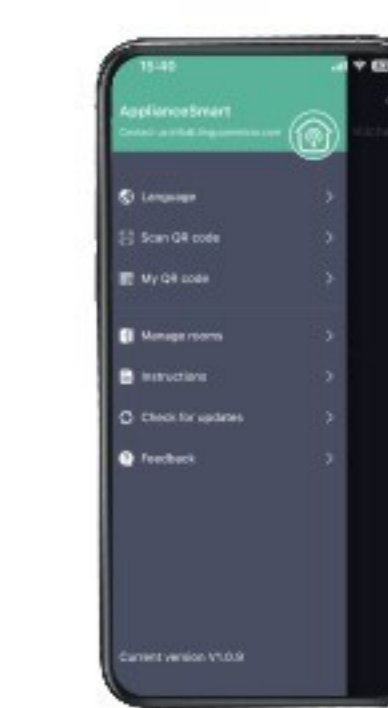 15:40
ApplianceSmart
Language
Scan QR code
My QR code
Manage rooms
Instructions
Check for updates
Feedback
Current version V1.0.9